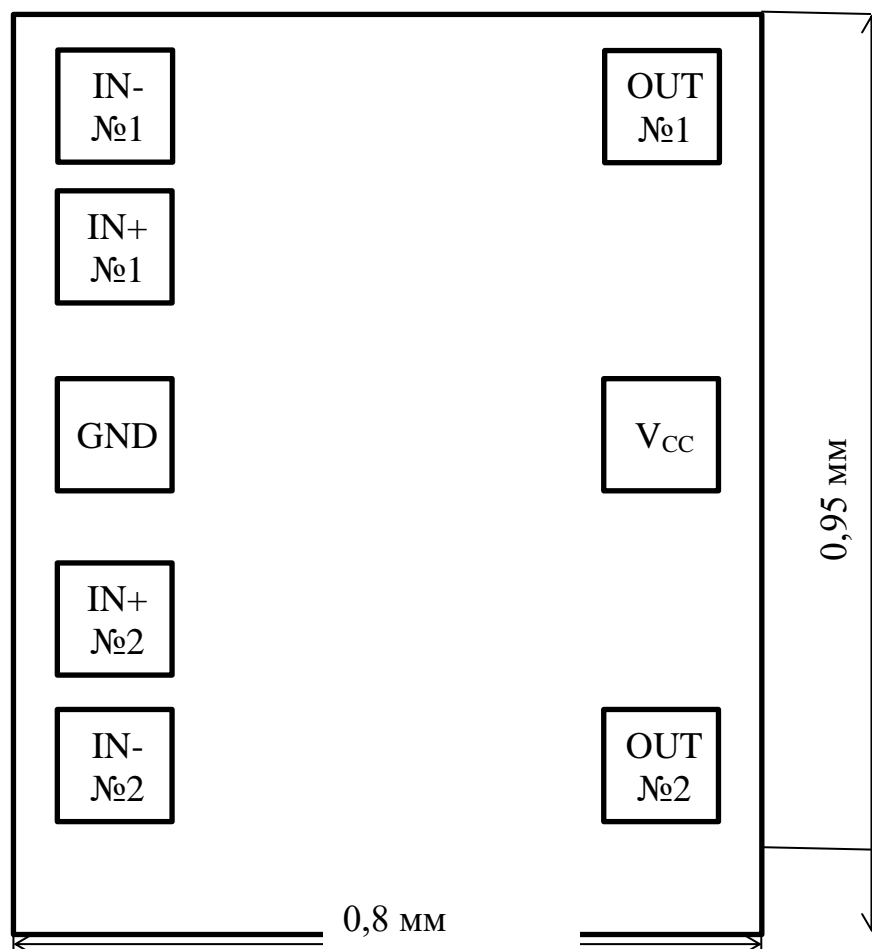 IN-
№1
OUT
№1
IN+
№1
GND
VCC
0,95 мм
IN+
№2
IN-
№2
OUT
№2
0,8 мм